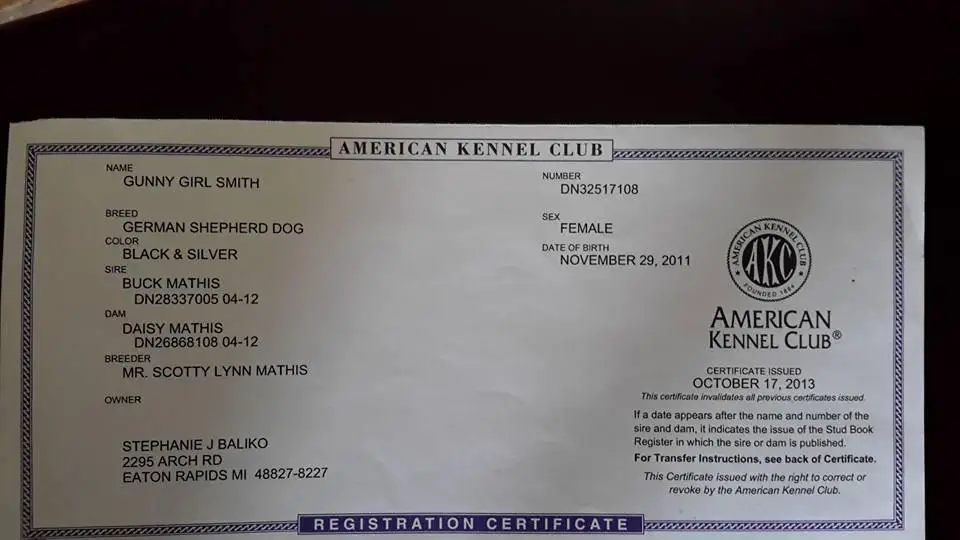 AMERICAN KENNEL CLUB
NAME
GUNNY GIRL SMITH
NUMBER
DN32517108
BREED
GERMAN SHEPHERD DOG
SEX
FEMALE
COLOR
BLACK & SILVER
DATE OF BIRTH
NOVEMBER 29, 2011
SIRE
BUCK MATHIS
DN28337005 04-12
DAM
DAISY MATHIS
DN26868108 04-12
BREEDER
MR. SCOTTY LYNN MATHIS
OWNER
STEPHANIE J BALIKO
2295 ARCH RD
EATON RAPIDS MI 48827-8227
AMERICAN KENNEL CLUB
AKC
FOUNDED 1884
AMERICAN
KENNEL CLUB®
CERTIFICATE ISSUED
OCTOBER 17, 2013
This certificate invalidates all previous certificates issued.
If a date appears after the name and number of the
sire and dam, it indicates the issue of the Stud Book
Register in which the sire or dam is published.
For Transfer Instructions, see back of Certificate.
This Certificate issued with the right to correct or
revoke by the American Kennel Club.
REGISTRATION CERTIFICATE